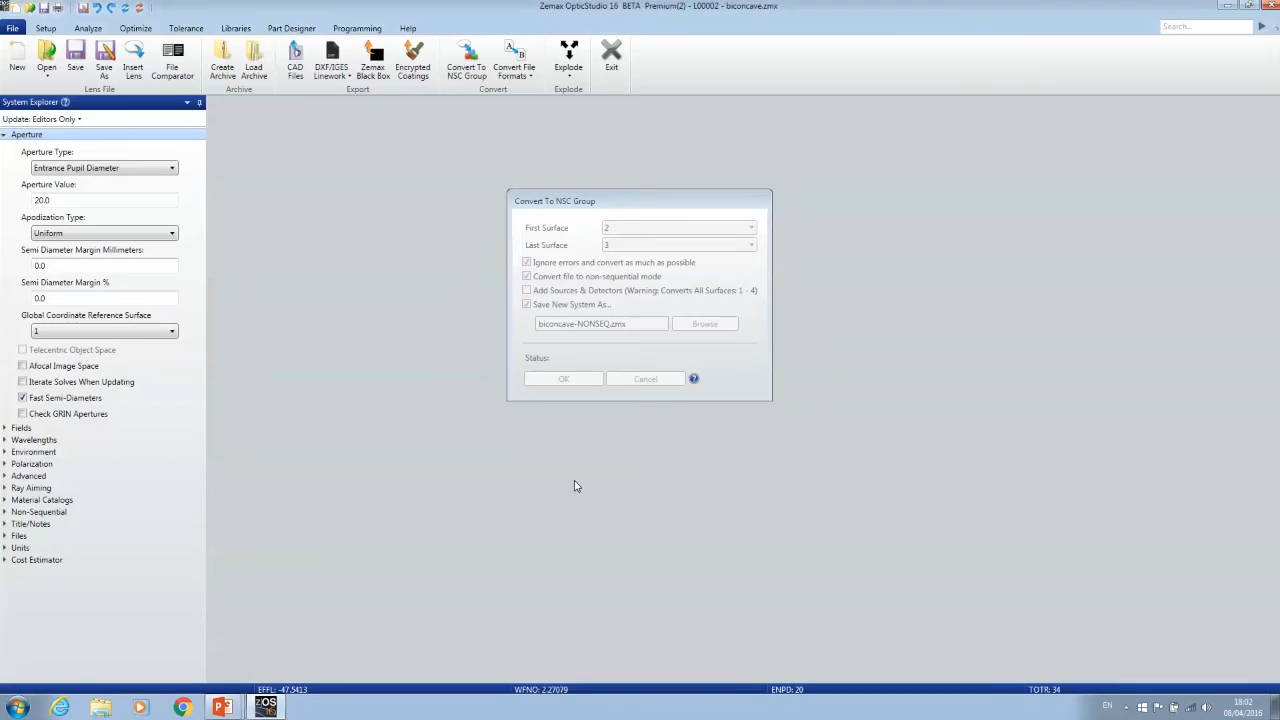 Zemax OpticStudio 16 BETA Premium(2) - L00002 - biconcave.zmx
File Setup Analyze Optimize Tolerance Libraries Part Designer Programming Help
Search...
New Open Save Save As Insert Lens File Comparator Create Archive Load Archive CAD Files DXF/IGES Linework Zemax Black Box Encrypted Coatings Convert To NSC Group Convert File Formats Explode Exit
Lens File Archive Export Convert Explode
System Explorer
Update: Editors Only
Aperture
Aperture Type:
Entrance Pupil Diameter
Aperture Value:
20.0
Apodization Type:
Uniform
Semi Diameter Margin Millimeters:
0.0
Semi Diameter Margin %
0.0
Global Coordinate Reference Surface
1
Telecentric Object Space
Afocal Image Space
Iterate Solves When Updating
Fast Semi-Diameters
Check GRIN Apertures
Fields
Wavelengths
Environment
Polarization
Advanced
Ray Aiming
Material Catalogs
Non-Sequential
Title/Notes
Files
Units
Cost Estimator
Convert To NSC Group
First Surface 2
Last Surface 3
Ignore errors and convert as much as possible
Convert file to non-sequential mode
Add Sources & Detectors (Warning: Converts All Surfaces: 1 - 4)
Save New System As...
biconcave-NONSEQ.zmx Browse
Status:
OK Cancel
EFFL: -47.5413 WFNO: 2.27079 ENPD: 20 TOTR: 34
EN 18:02
08/04/2016